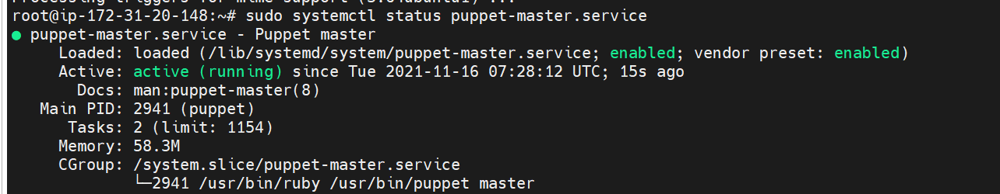 Processing triggers for mime-support (3.64ubuntu1) ...
root@ip-172-31-20-148:~# sudo systemctl status puppet-master.service
● puppet-master.service - Puppet master
Loaded: loaded (/lib/systemd/system/puppet-master.service; enabled; vendor preset: enabled)
Active: active (running) since Tue 2021-11-16 07:28:12 UTC; 15s ago
Docs: man:puppet-master(8)
Main PID: 2941 (puppet)
Tasks: 2 (limit: 1154)
Memory: 58.3M
CGroup: /system.slice/puppet-master.service
└─2941 /usr/bin/ruby /usr/bin/puppet master